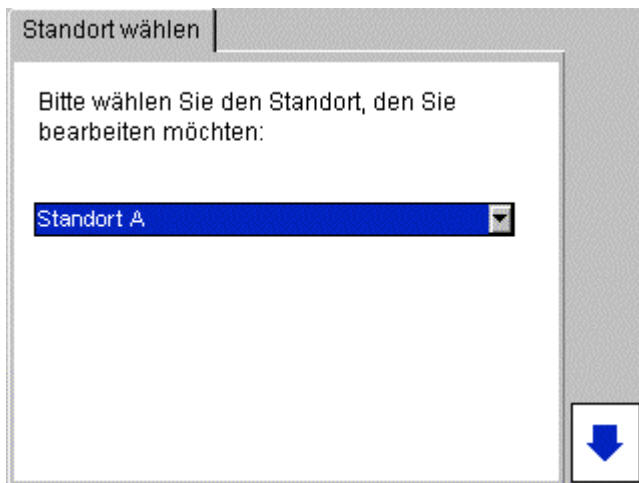 Standort wählen
Bitte wählen Sie den Standort, den Sie
bearbeiten möchten:
Standort A